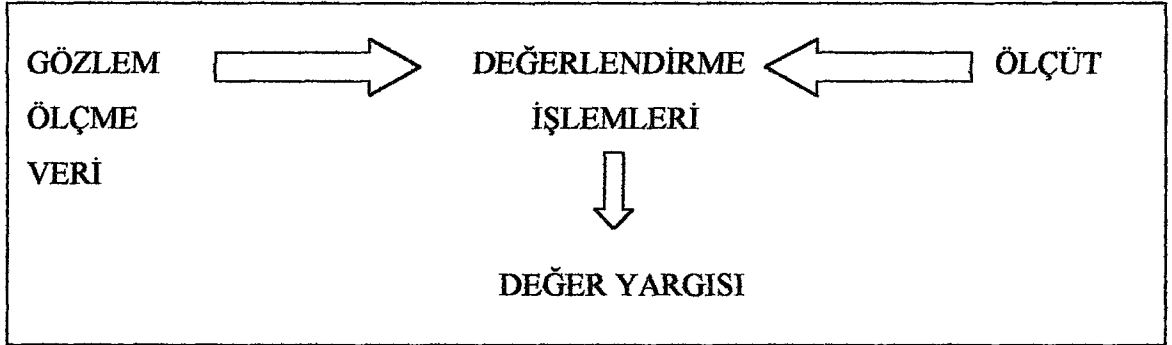 GÖZLEM DEĞERLENDİRME ÖLÇÜT
ÖLÇME İŞLEMLERİ
VERİ
DEĞER YARGISI